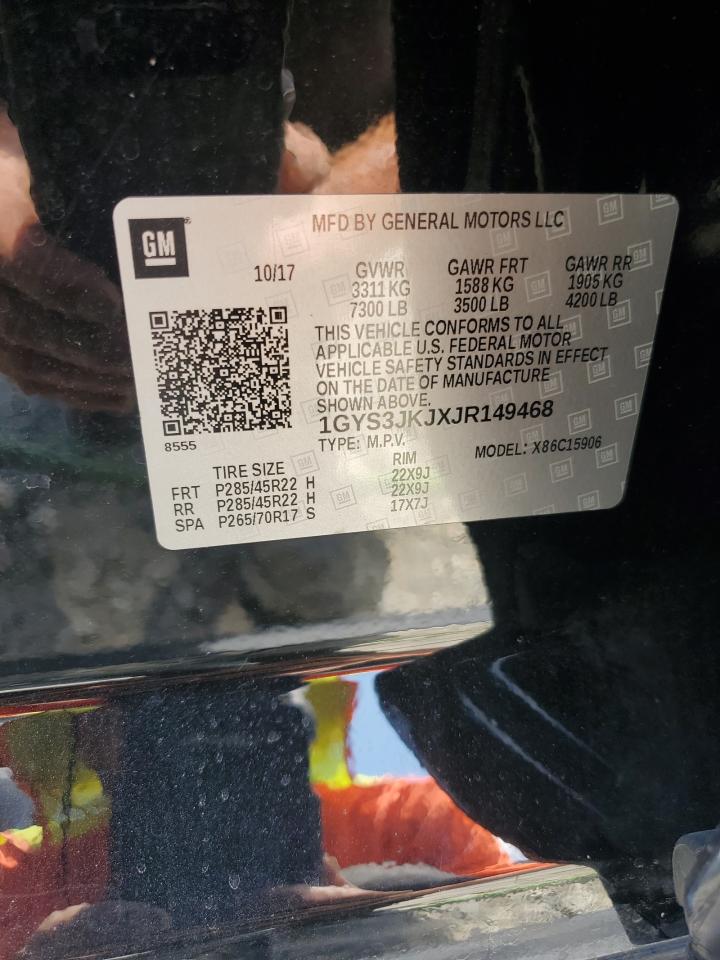 GM
MFD BY GENERAL MOTORS LLC
10/17
GVWR GAWR FRT GAWR RR
3311 KG 1588 KG 1905 KG
7300 LB 3500 LB 4200 LB
THIS VEHICLE CONFORMS TO ALL
APPLICABLE U.S. FEDERAL MOTOR
VEHICLE SAFETY STANDARDS IN EFFECT
ON THE DATE OF MANUFACTURE
SHOWN ABOVE.
1GYS3JKJXJR149468
8555
TYPE: M.P.V. MODEL: X86C15906
TIRE SIZE RIM
FRT P285/45R22 H 22X9J
RR P285/45R22 H 22X9J
SPA P265/70R17 S 17X7J